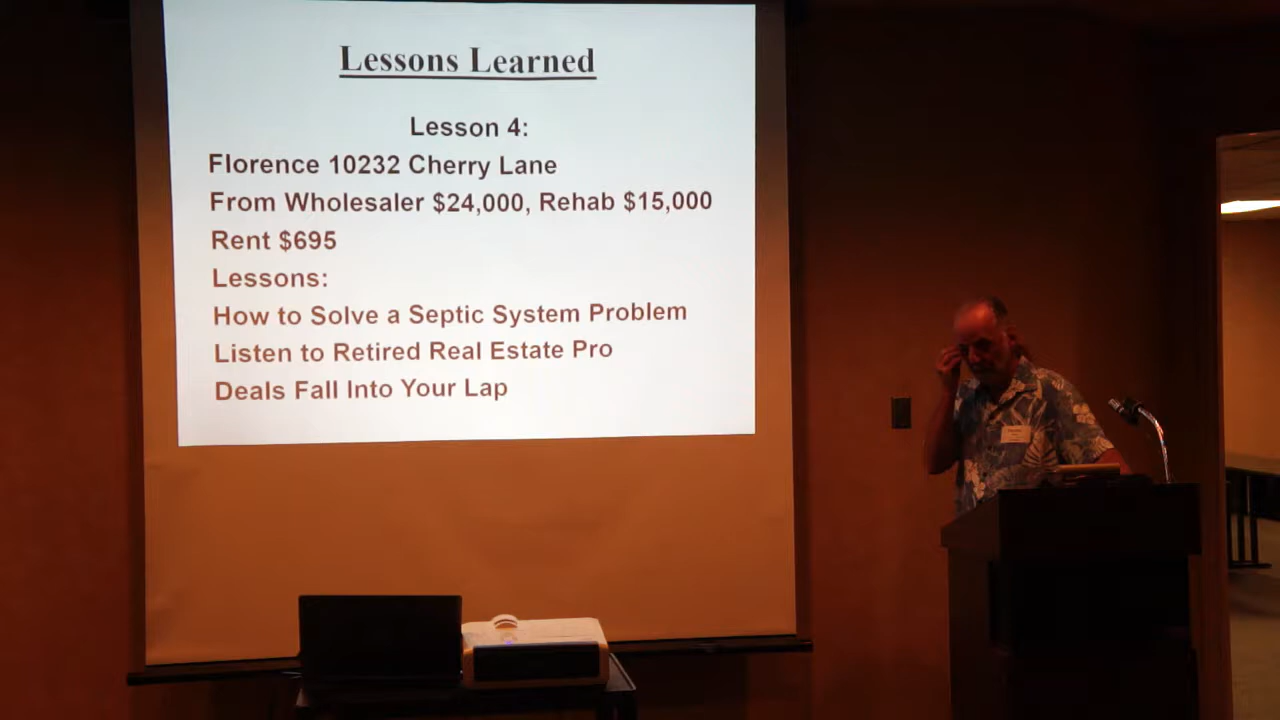 Lessons Learned
Lesson 4:
Florence 10232 Cherry Lane
From Wholesaler $24,000, Rehab $15,000
Rent $695
Lessons:
How to Solve a Septic System Problem
Listen to Retired Real Estate Pro
Deals Fall Into Your Lap